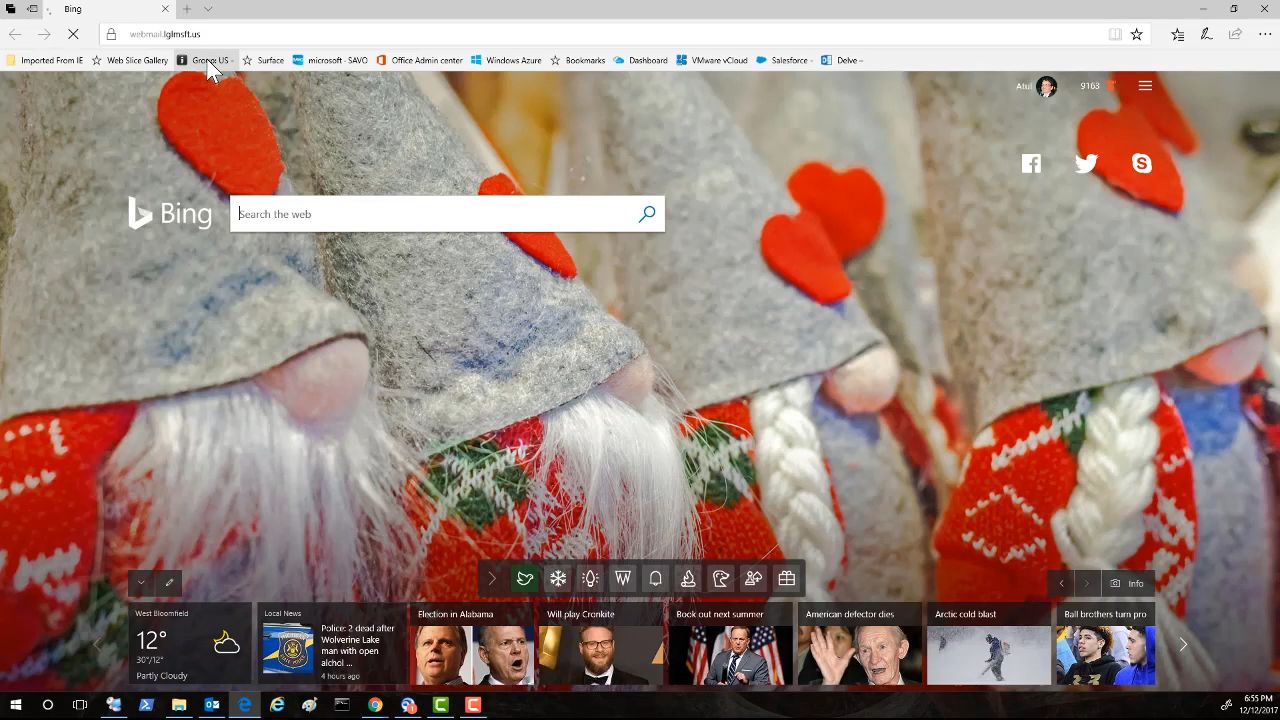 Bing
webmail.lglmsft.us
Imported From IE
Web Slice Gallery
Surface
microsoft - SAVO
Office Admin center
Windows Azure
Bookmarks
Dashboard
VMware vCloud
Salesforce
Delve
Atul
9163
Bing
Search the web
Info
West Bloomfield
12°
30°/12°
Partly Cloudy
Local News
Police: 2 dead after
Wolverine Lake
man with open
alchol ...
4 hours ago
Election in Alabama
Will play Cronkite
Bock out next summer
American defector dies
Arctic cold blast
Ball brothers turn pro
6:55 PM
12/12/2017